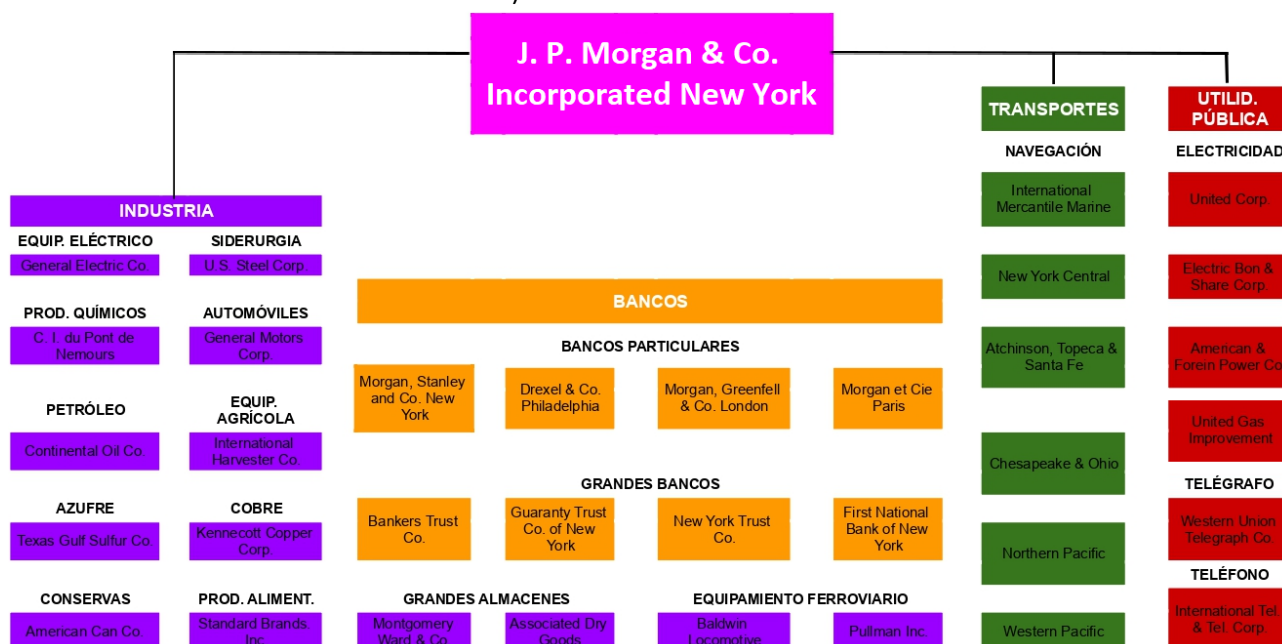 J. P. Morgan & Co.
Incorporated New York
TRANSPORTES
NAVEGACIÓN
International
Mercantile Marine
New York Central
Atchinson, Topeca &
Santa Fe
Chesapeake & Ohio
Northern Pacific
Western Pacific
UTILID.
PÚBLICA
ELECTRICIDAD
United Corp.
Electric Bon &
Share Corp.
American &
Forein Power Co
United Gas
Improvement
TELÉGRAFO
Western Union
Telegraph Co.
TELÉFONO
International Tel.
& Tel. Corp.
INDUSTRIA
EQUIP. ELÉCTRICO
General Electric Co.
SIDERURGIA
U.S. Steel Corp.
PROD. QUÍMICOS
C. I. du Pont de
Nemours
AUTOMÓVILES
General Motors
Corp.
PETRÓLEO
Continental Oil Co.
EQUIP.
AGRÍCOLA
International
Harvester Co.
AZUFRE
Texas Gulf Sulfur Co.
COBRE
Kennecott Copper
Corp.
CONSERVAS
American Can Co.
PROD. ALIMENT.
Standard Brands.
Inc.
BANCOS
BANCOS PARTICULARES
Morgan, Stanley
and Co. New
York
Drexel & Co.
Philadelphia
Morgan, Greenfell
& Co. London
Morgan et Cie
Paris
GRANDES BANCOS
Bankers Trust
Co.
Guaranty Trust
Co. of New
York
New York Trust
Co.
First National
Bank of New
York
GRANDES ALMACENES
Montgomery
Ward & Co.
Associated Dry
Goods
EQUIPAMIENTO FERROVIARIO
Baldwin
Locomotive
Pullman Inc.